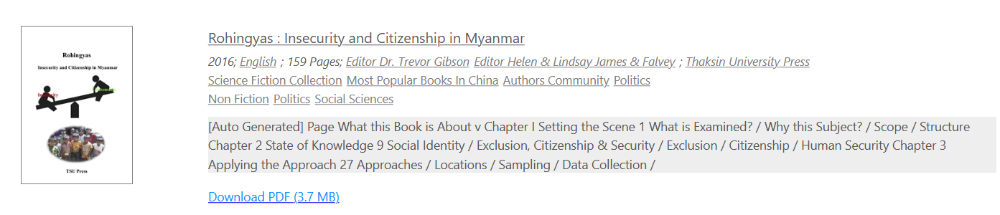 Rohingyas
Insecurity and Citizenship in Myanmar
Insecurity
Citizenship
TSU Press
Rohingyas : Insecurity and Citizenship in Myanmar
2016; English ; 159 Pages; Editor Dr. Trevor Gibson Editor Helen & Lindsay James & Falvey ; Thaksin University Press
Science Fiction Collection Most Popular Books In China Authors Community Politics
Non Fiction Politics Social Sciences
[Auto Generated] Page What this Book is About v Chapter I Setting the Scene 1 What is Examined? / Why this Subject? / Scope / Structure
Chapter 2 State of Knowledge 9 Social Identity / Exclusion, Citizenship & Security / Exclusion / Citizenship / Human Security Chapter 3
Applying the Approach 27 Approaches / Locations / Sampling / Data Collection /
Download PDF (3.7 MB)